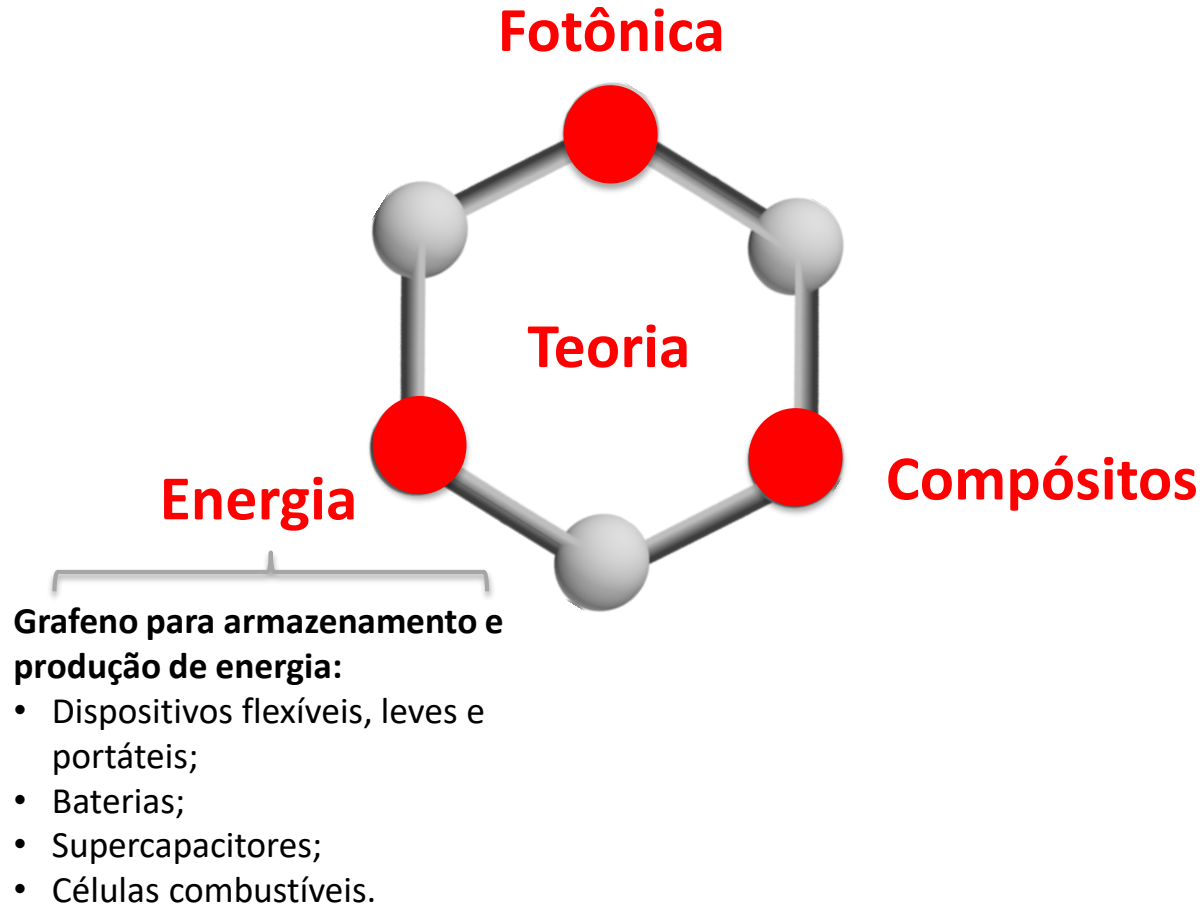 Fotônica
Teoria
Compósitos
Energia
Grafeno para armazenamento e
produção de energia:
• Dispositivos flexíveis, leves e
portáteis;
• Baterias;
• Supercapacitores;
• Células combustíveis.